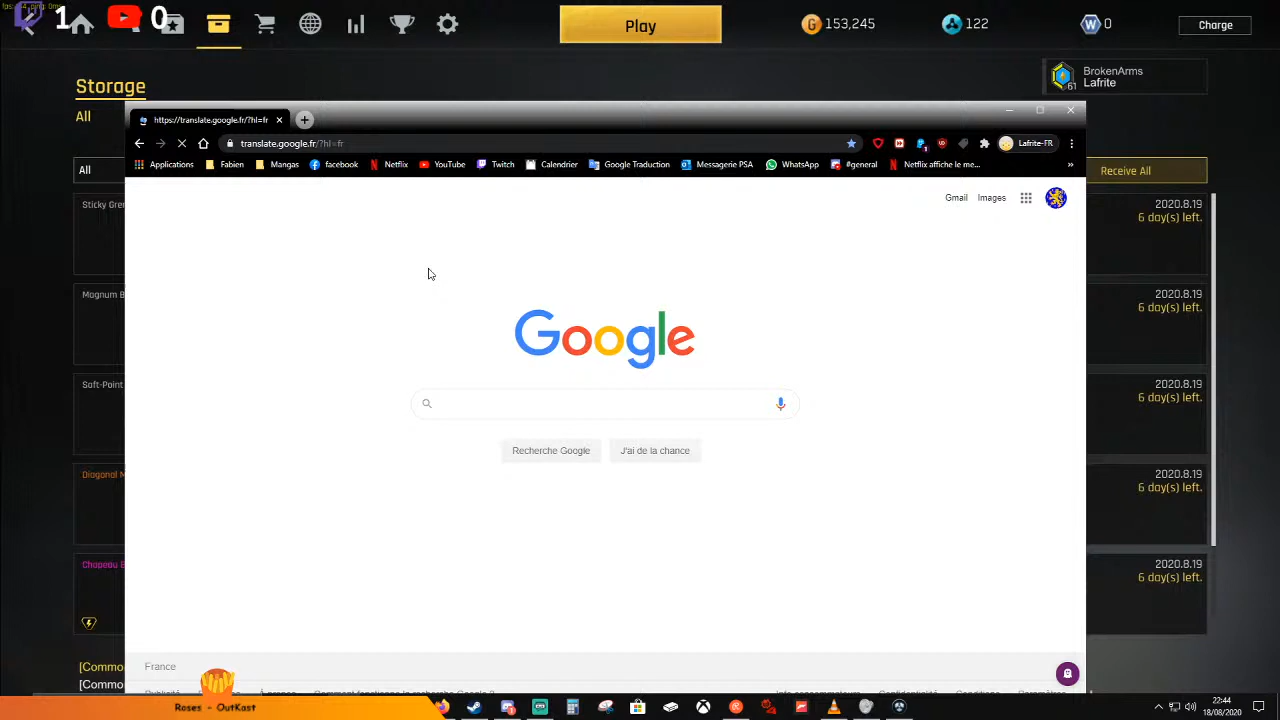 1
0
Play
153,245
122
W 0
Charge
Storage
BrokenArms
61
Lafrite
All
https://translate.google.fr/?hl=fr
translate.google.fr/?hl=fr
Lafrite-FR
Applications
Fabien
Mangas
facebook
Netflix
YouTube
Twitch
Calendrier
Google Traduction
Messagerie PSA
WhatsApp
#general
Netflix affiche le me...
»
All
Receive All
Gmail
Images
Sticky Gre
2020.8.19
6 day(s) left.
Magnum B
2020.8.19
6 day(s) left.
Google
Soft-Point
2020.8.19
6 day(s) left.
Recherche Google
J'ai de la chance
Diagonal M
2020.8.19
6 day(s) left.
Chapeau
2020.8.19
6 day(s) left.
[Commo
France
[Commo
Roses - OutKast
22:44
18/08/2020